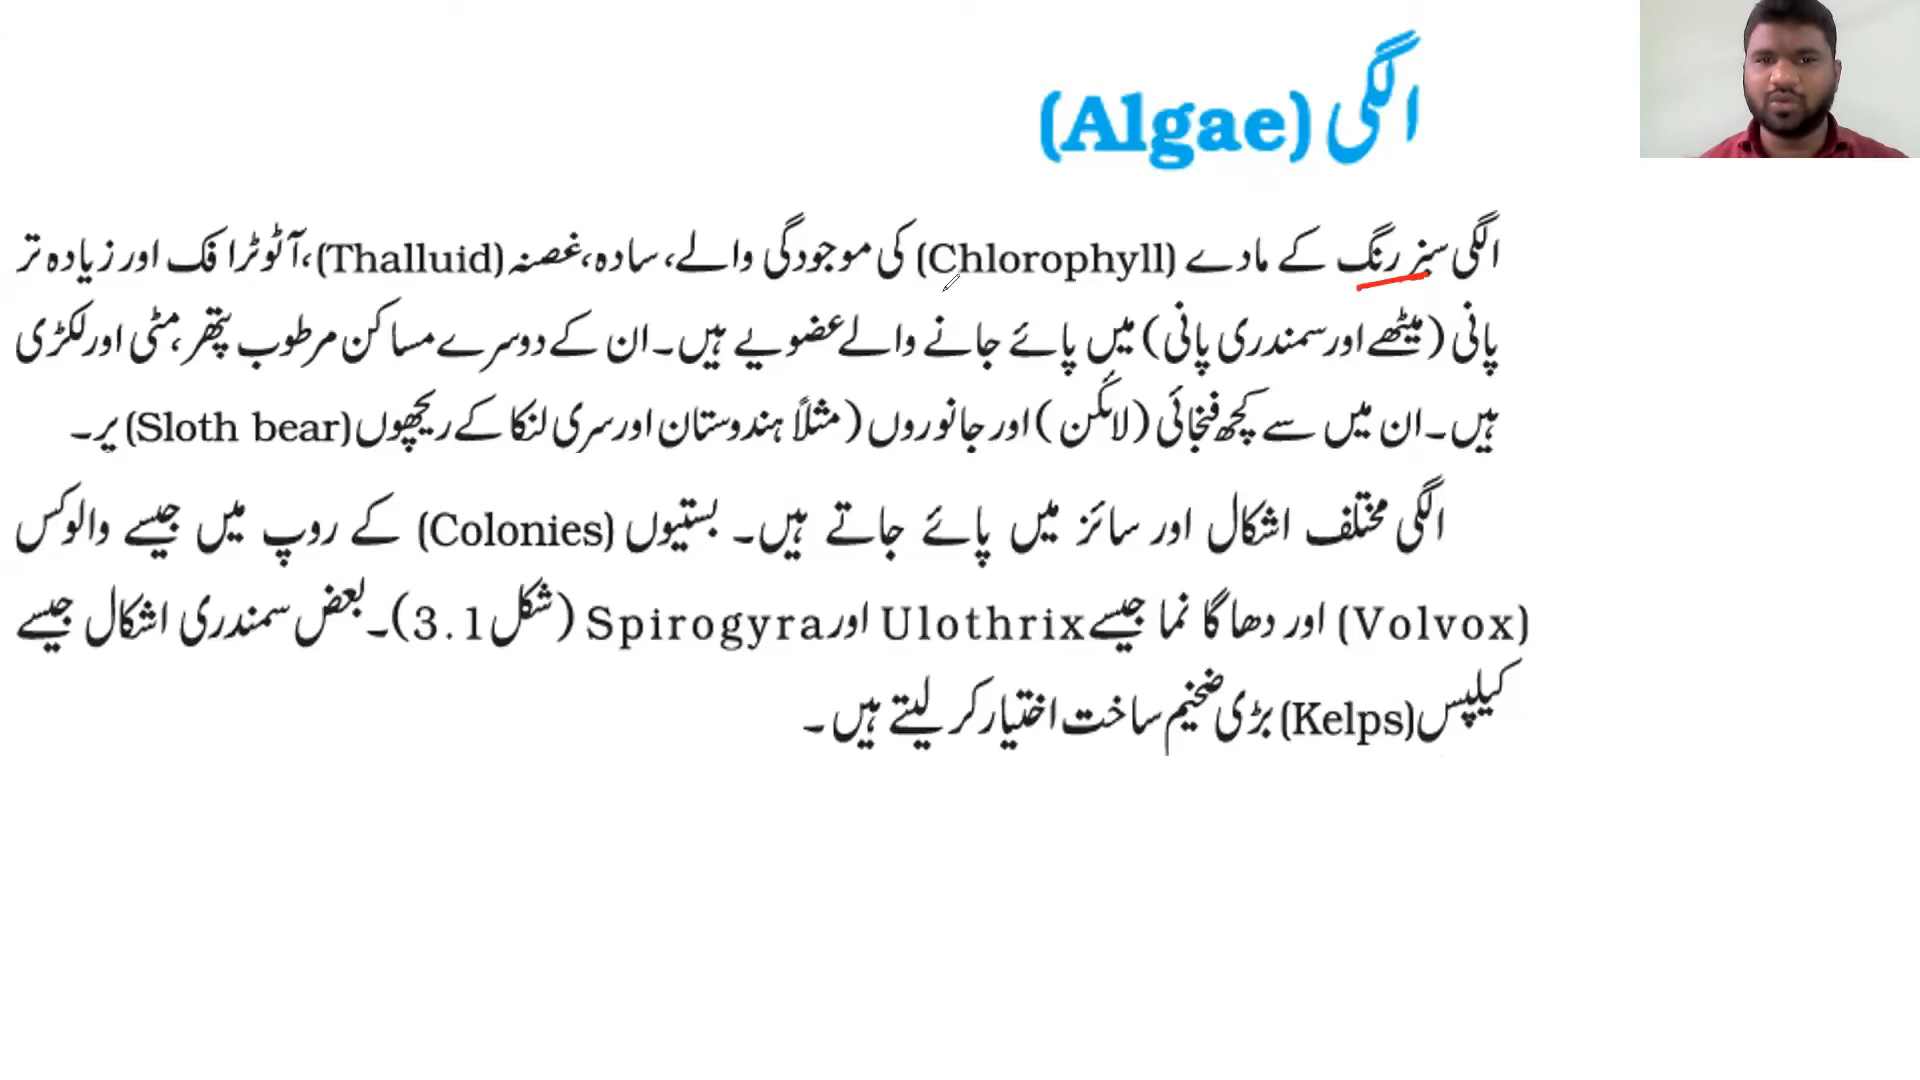 الگی (Algae)
الگی سبز رنگ کے مادے (Chlorophyll) کی موجودگی والے، سادہ، غصنہ (Thalluid)، آٹوٹرافک اور زیادہ تر
پانی (میٹھے اور سمندری پانی) میں پائے جانے والے عضویے ہیں۔ ان کے دوسرے مساکن مرطوب پتھر، مٹی اور لکڑی
ہیں۔ ان میں سے کچھ فنجائی (لائکن) اور جانوروں (مثلاً ہندوستان اور سری لنکا کے ریچھوں (Sloth bear) پر۔
الگی مختلف اشکال اور سائز میں پائے جاتے ہیں۔ بستیوں (Colonies) کے روپ میں جیسے والوکس
(Volvox) اور دھاگا نما جیسے Ulothrix اور Spirogyra (شکل 3.1)۔ بعض سمندری اشکال جیسے
کیلپس (Kelps) بڑی ضخیم ساخت اختیار کر لیتے ہیں۔